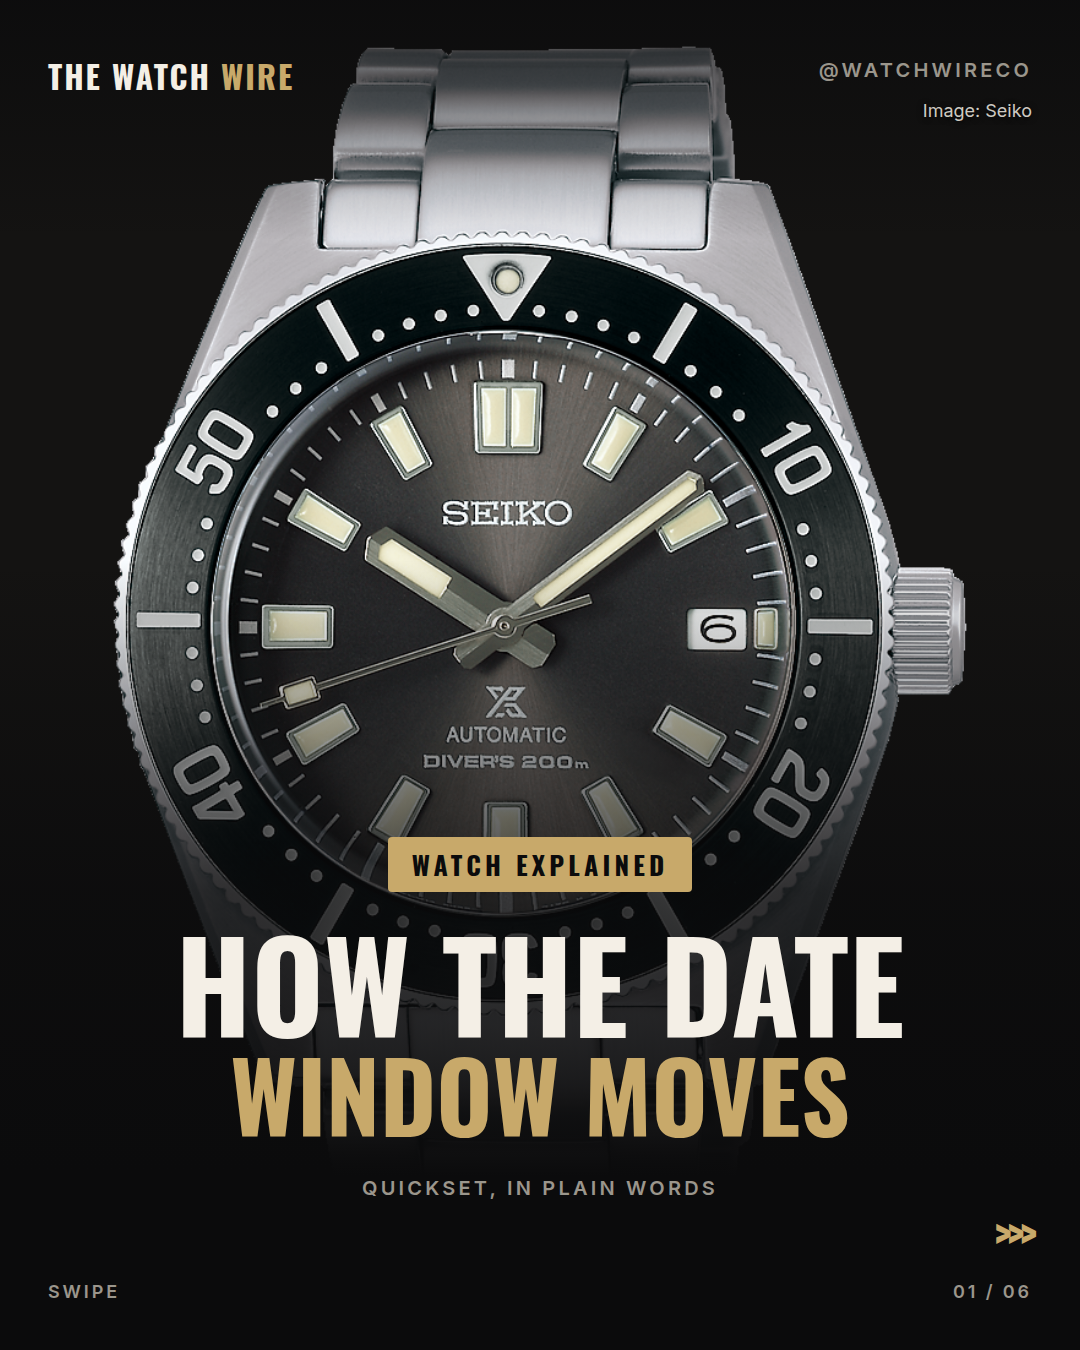 THE WATCH WIRE
@WATCHWIRECO
Image: Seiko
10
20
40
50
SEIKO
6
AUTOMATIC
DIVER'S 200m
WATCH EXPLAINED
HOW THE DATE
WINDOW MOVES
QUICKSET, IN PLAIN WORDS
>>>
SWIPE
01 / 06